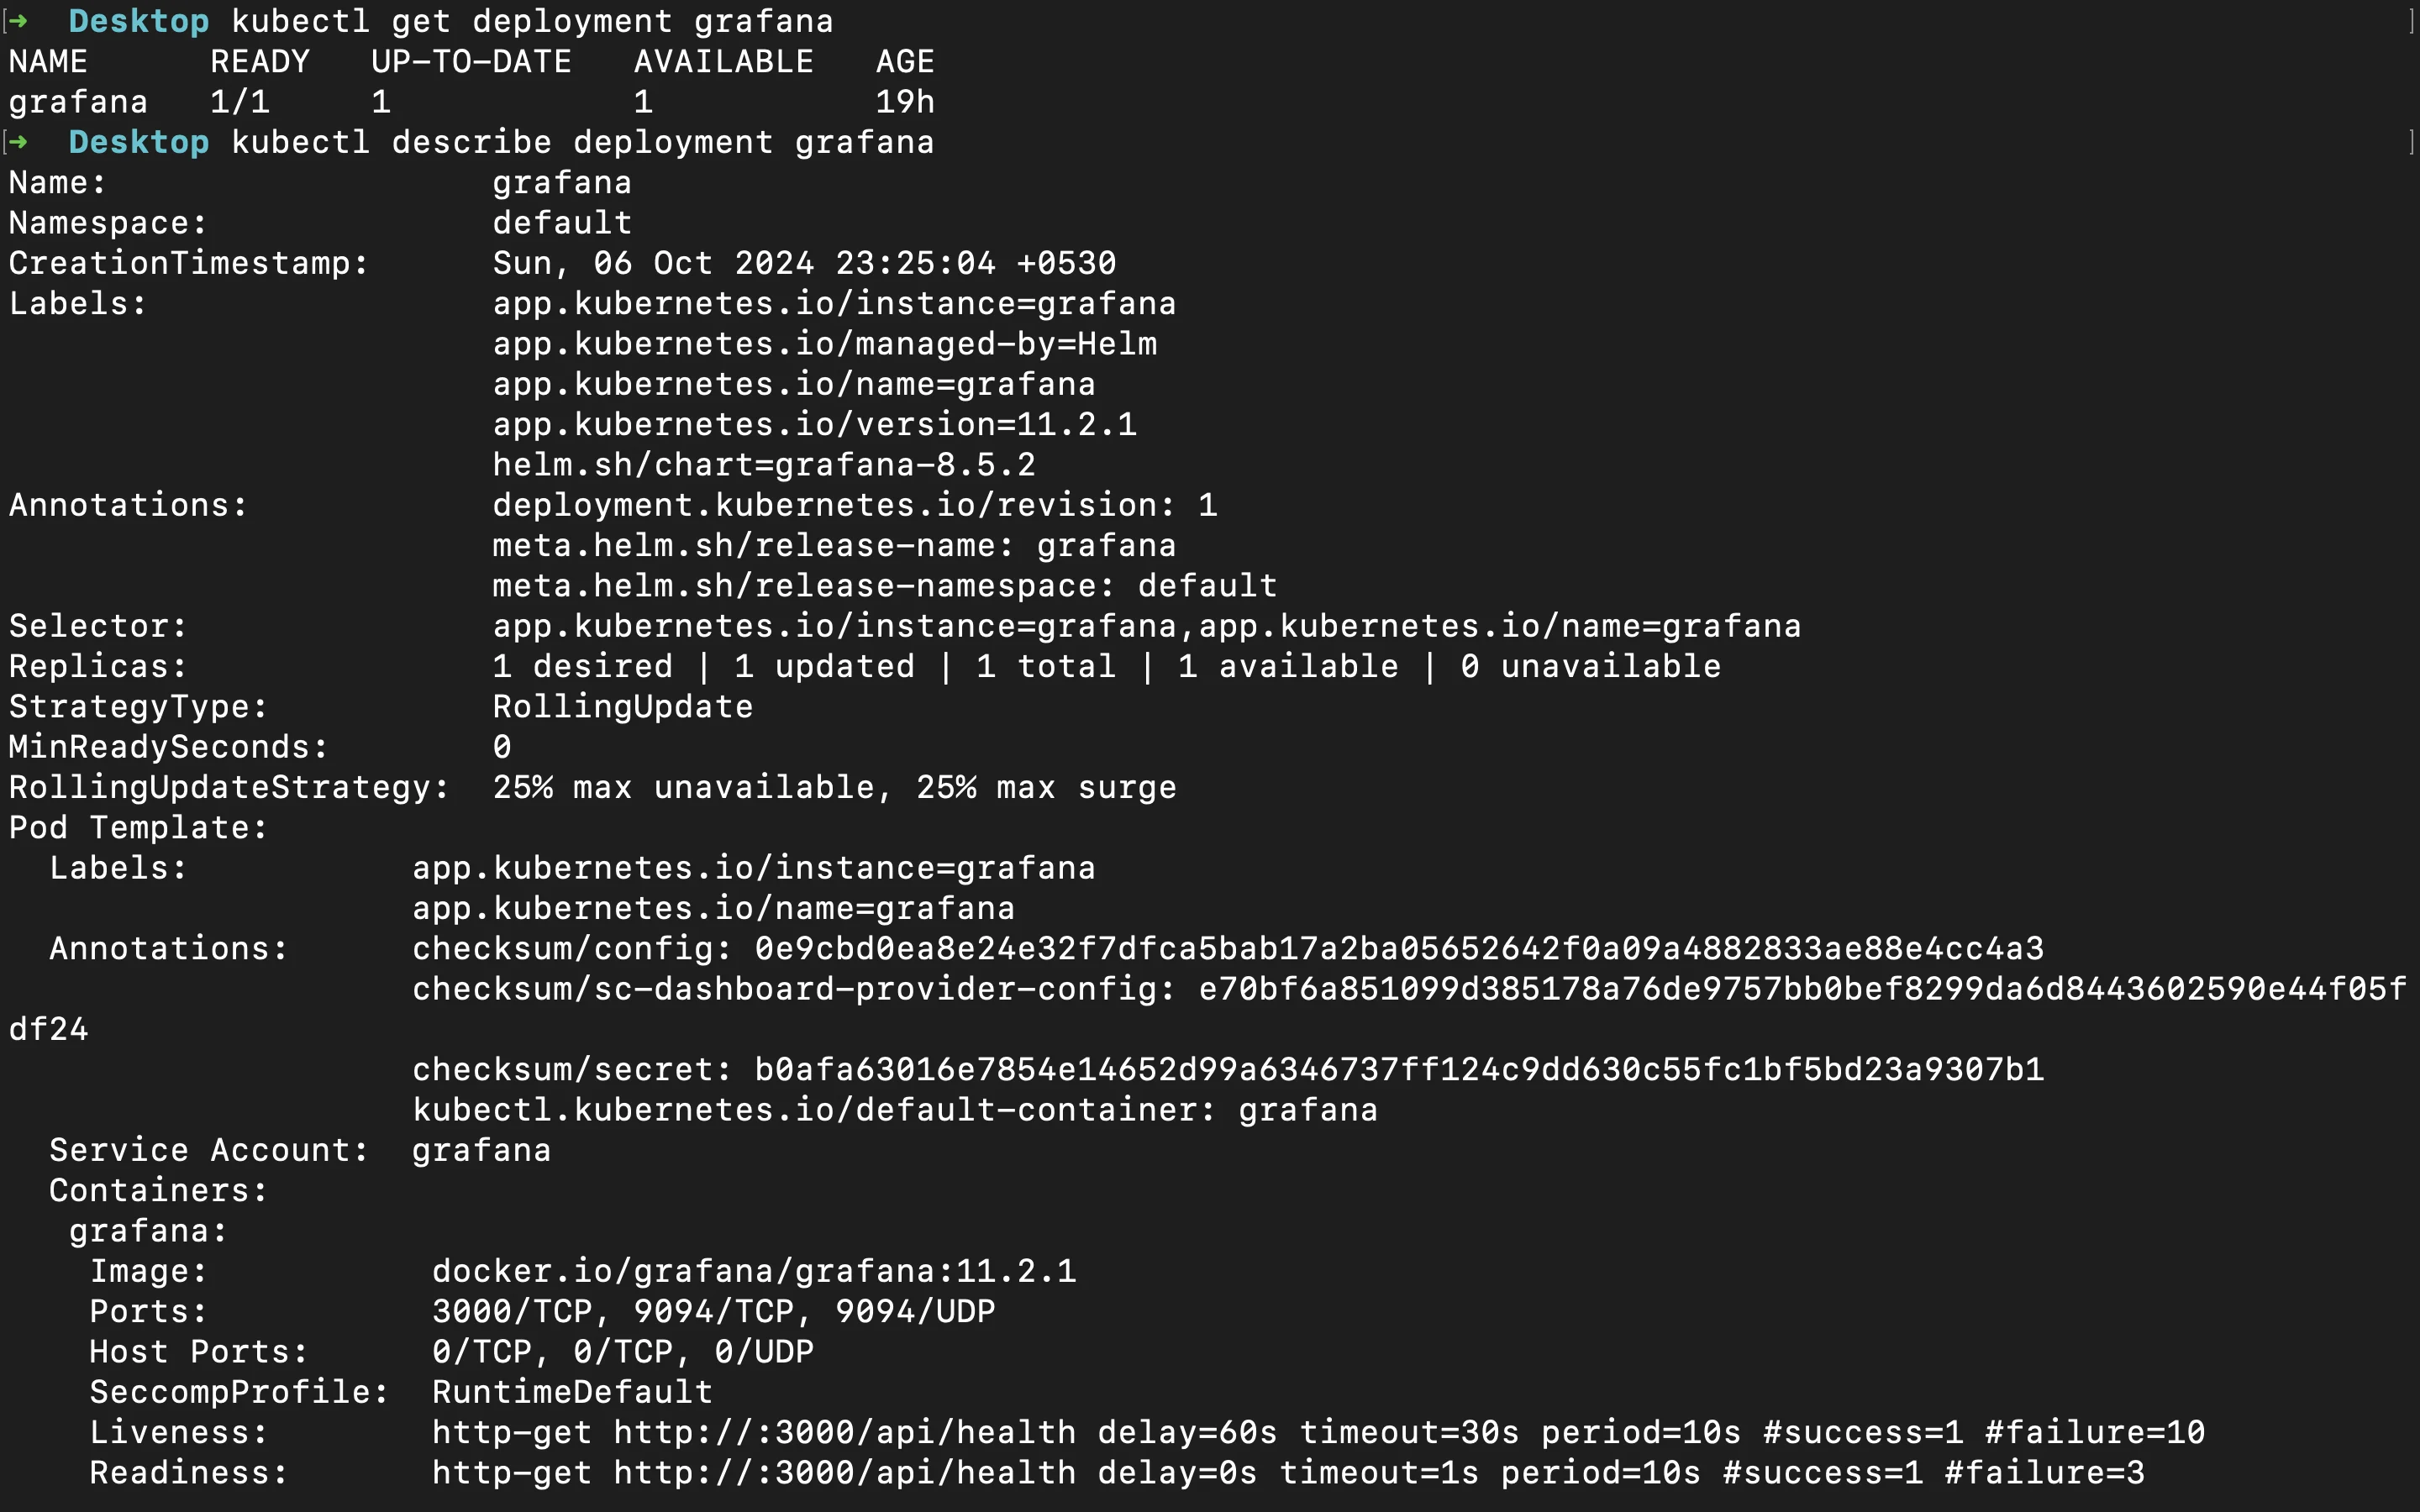 [➜  Desktop kubectl get deployment grafana ]
NAME      READY   UP-TO-DATE   AVAILABLE   AGE
grafana   1/1     1            1           19h
[➜  Desktop kubectl describe deployment grafana ]
Name:                   grafana
Namespace:              default
CreationTimestamp:      Sun, 06 Oct 2024 23:25:04 +0530
Labels:                 app.kubernetes.io/instance=grafana
                        app.kubernetes.io/managed-by=Helm
                        app.kubernetes.io/name=grafana
                        app.kubernetes.io/version=11.2.1
                        helm.sh/chart=grafana-8.5.2
Annotations:            deployment.kubernetes.io/revision: 1
                        meta.helm.sh/release-name: grafana
                        meta.helm.sh/release-namespace: default
Selector:               app.kubernetes.io/instance=grafana,app.kubernetes.io/name=grafana
Replicas:               1 desired | 1 updated | 1 total | 1 available | 0 unavailable
StrategyType:           RollingUpdate
MinReadySeconds:        0
RollingUpdateStrategy:  25% max unavailable, 25% max surge
Pod Template:
  Labels:           app.kubernetes.io/instance=grafana
                    app.kubernetes.io/name=grafana
  Annotations:      checksum/config: 0e9cbd0ea8e24e32f7dfca5bab17a2ba05652642f0a09a4882833ae88e4cc4a3
                    checksum/sc-dashboard-provider-config: e70bf6a851099d385178a76de9757bb0bef8299da6d8443602590e44f05f
df24
                    checksum/secret: b0afa63016e7854e14652d99a6346737ff124c9dd630c55fc1bf5bd23a9307b1
                    kubectl.kubernetes.io/default-container: grafana
  Service Account:  grafana
  Containers:
   grafana:
    Image:           docker.io/grafana/grafana:11.2.1
    Ports:           3000/TCP, 9094/TCP, 9094/UDP
    Host Ports:      0/TCP, 0/TCP, 0/UDP
    SeccompProfile:  RuntimeDefault
    Liveness:        http-get http://:3000/api/health delay=60s timeout=30s period=10s #success=1 #failure=10
    Readiness:       http-get http://:3000/api/health delay=0s timeout=1s period=10s #success=1 #failure=3